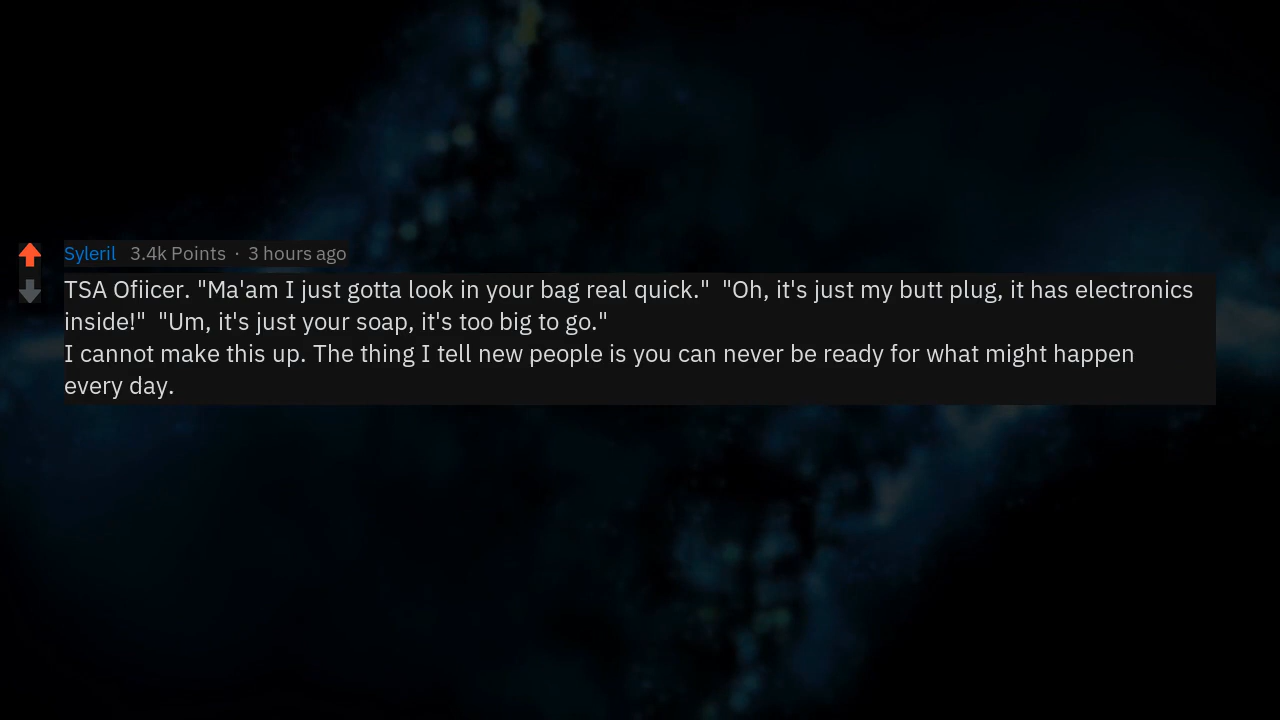 Syleril 3.4k Points · 3 hours ago
TSA Ofiicer. "Ma'am I just gotta look in your bag real quick."  "Oh, it's just my butt plug, it has electronics
inside!"  "Um, it's just your soap, it's too big to go."
I cannot make this up. The thing I tell new people is you can never be ready for what might happen
every day.